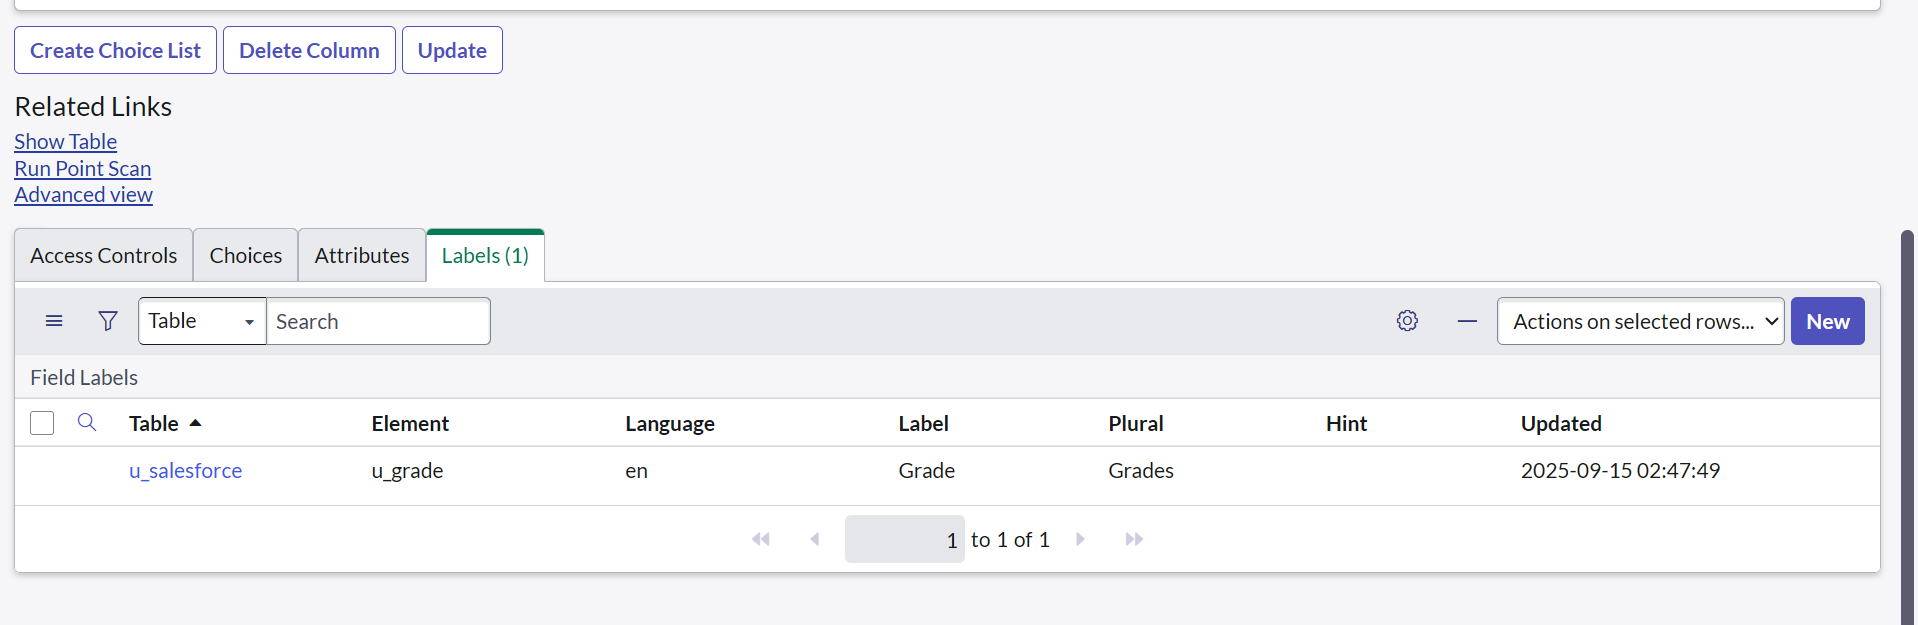 Create Choice List Delete Column Update
Related Links
Show Table
Run Point Scan
Advanced view
Access Controls Choices Attributes Labels (1)
Table Search Actions on selected rows... New
Field Labels
Table Element Language Label Plural Hint Updated
u_salesforce u_grade en Grade Grades 2025-09-15 02:47:49
1 to 1 of 1